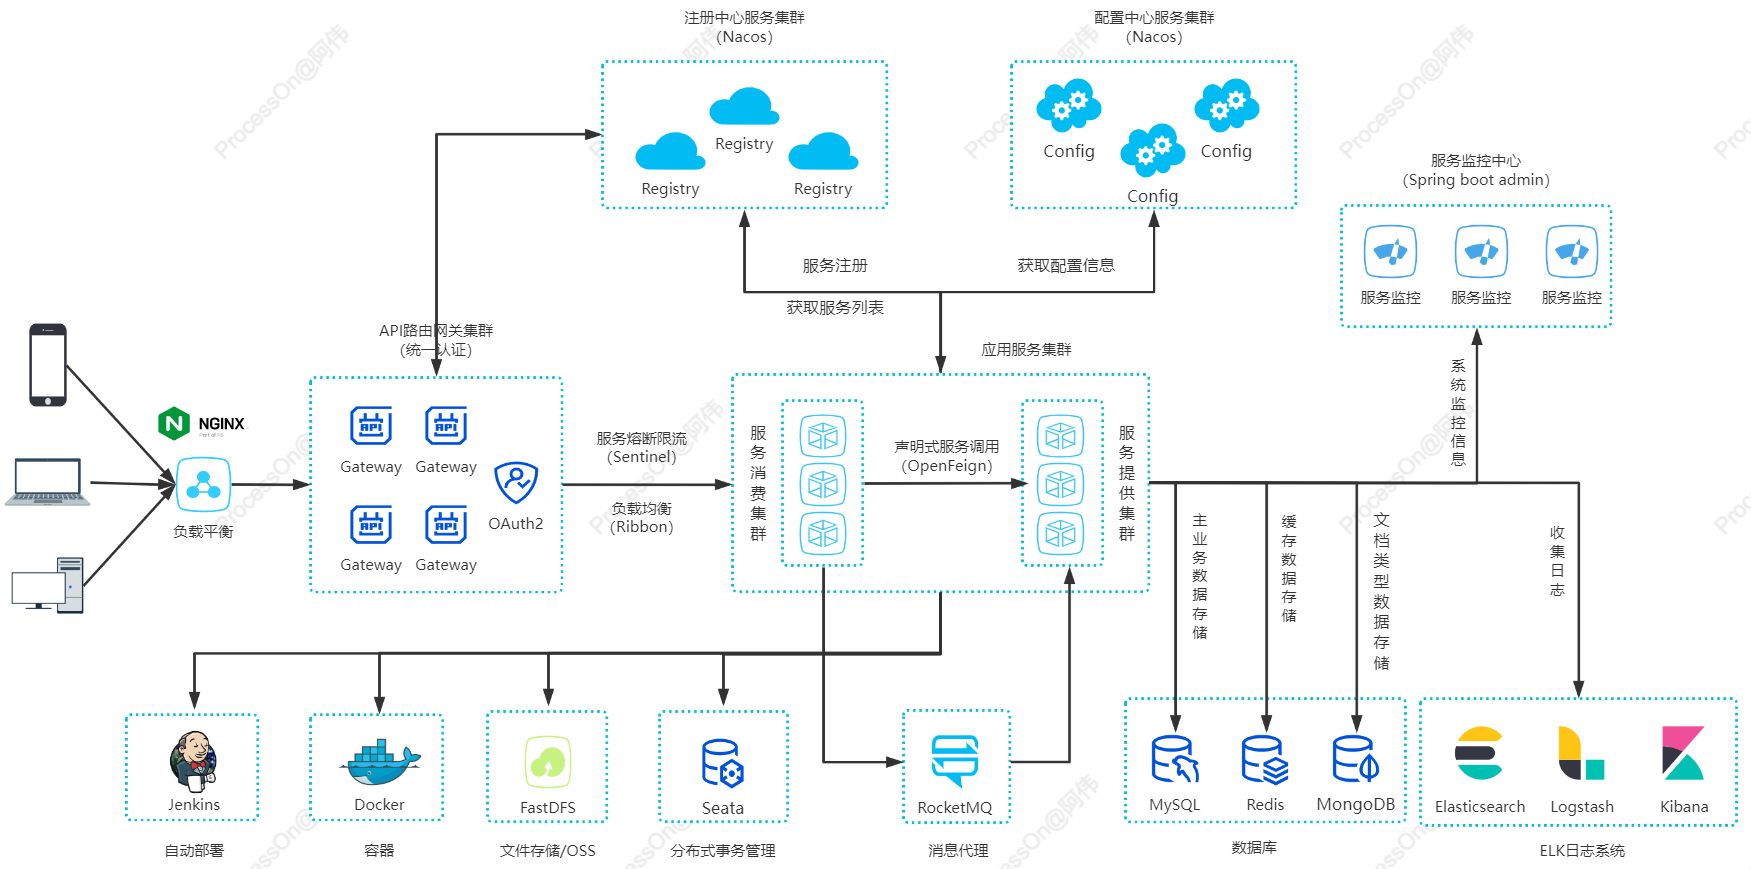 注册中心服务集群
(Nacos)
配置中心服务集群
(Nacos)
Registry
Registry
Registry
Config
Config
Config
服务监控中心
(Spring boot admin)
服务监控
服务监控
服务监控
服务注册
获取服务列表
获取配置信息
API路由网关集群
(统一认证)
应用服务集群
系统监控信息
NGINX
负载平衡
Gateway
Gateway
OAuth2
Gateway
Gateway
服务熔断限流
(Sentinel)
负载均衡
(Ribbon)
服务消费集群
声明式服务调用
(OpenFeign)
服务提供集群
主业务数据存储
缓存数据存储
文档类型数据存储
收集日志
Jenkins
Docker
FastDFS
Seata
RocketMQ
MySQL
Redis
MongoDB
Elasticsearch
Logstash
Kibana
自动部署
容器
文件存储/OSS
分布式事务管理
消息代理
数据库
ELK日志系统
ProcessOn@阿伟
ProcessOn@阿伟
ProcessOn@阿伟
ProcessOn@阿伟